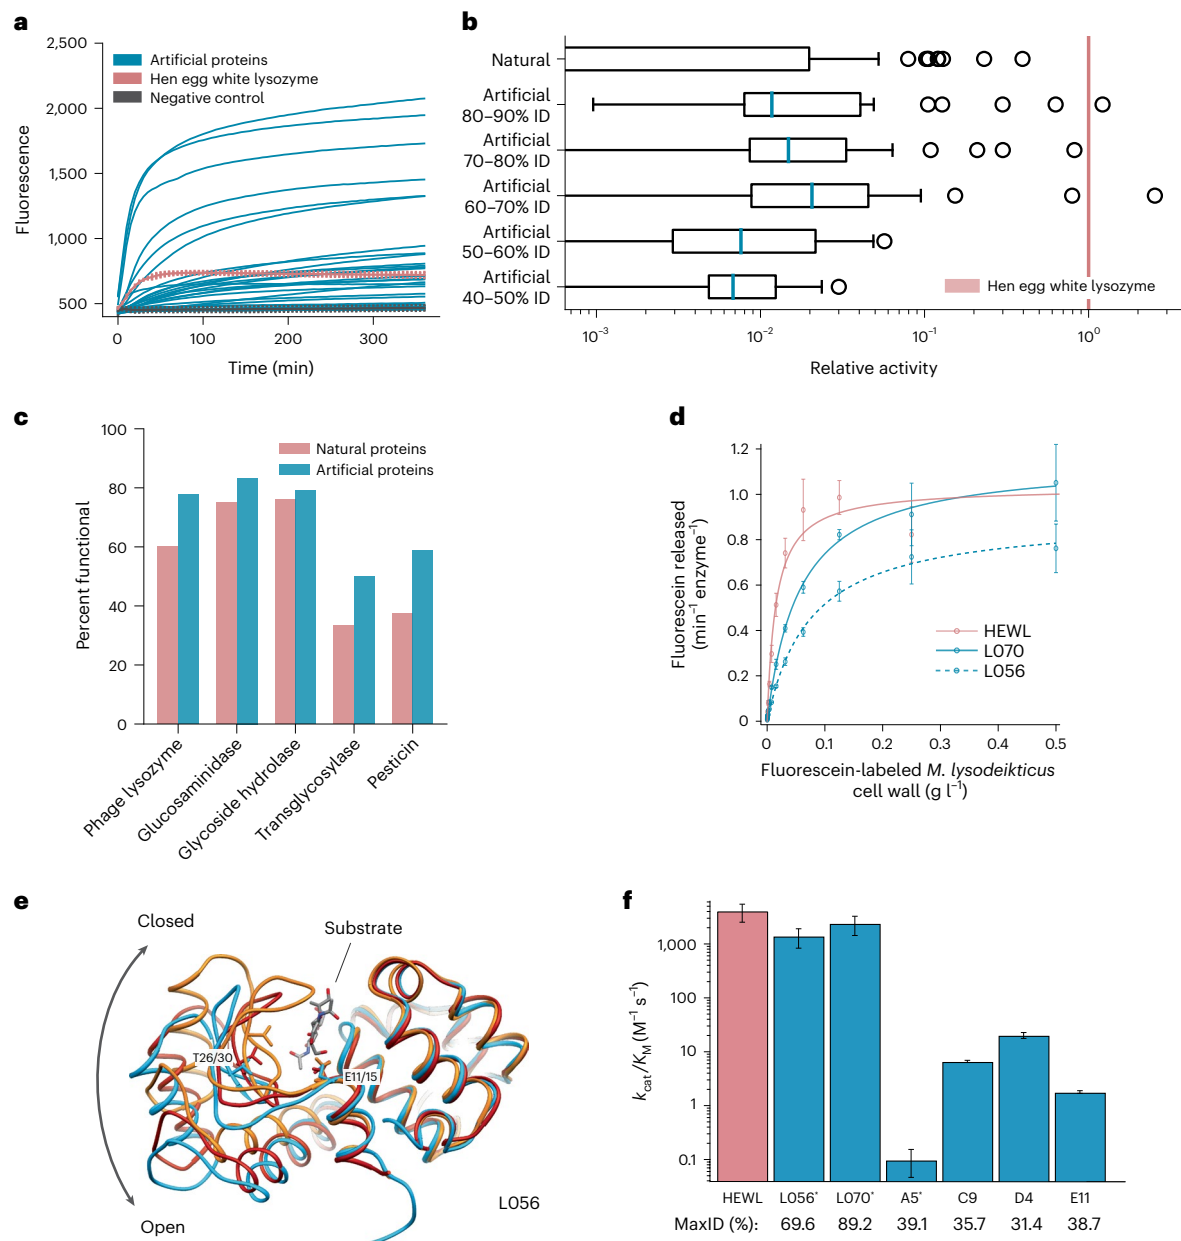 a
2,500
2,000
1,500
1,000
500
Fluorescence
Artificial proteins
Hen egg white lysozyme
Negative control
0 100 200 300
Time (min)
b
Natural
Artificial
80–90% ID
Artificial
70–80% ID
Artificial
60–70% ID
Artificial
50–60% ID
Artificial
40–50% ID
Hen egg white lysozyme
10⁻³ 10⁻² 10⁻¹ 10⁰
Relative activity
c
100
80
60
40
20
0
Percent functional
Natural proteins
Artificial proteins
Phage lysozyme
Glucosaminidase
Glycoside hydrolase
Transglycosylase
Pesticin
d
1.2
1.0
0.8
0.6
0.4
0.2
0
Fluorescein released
(min⁻¹ enzyme⁻¹)
HEWL
L070
L056
0 0.1 0.2 0.3 0.4 0.5
Fluorescein-labeled M. lysodeikticus
cell wall (g l⁻¹)
e
Closed
Substrate
T26/30
E11/15
L056
Open
f
1,000
100
10
1
0.1
kcat/KM (M⁻¹ s⁻¹)
HEWL L056* L070* A5* C9 D4 E11
MaxID (%): 69.6 89.2 39.1 35.7 31.4 38.7